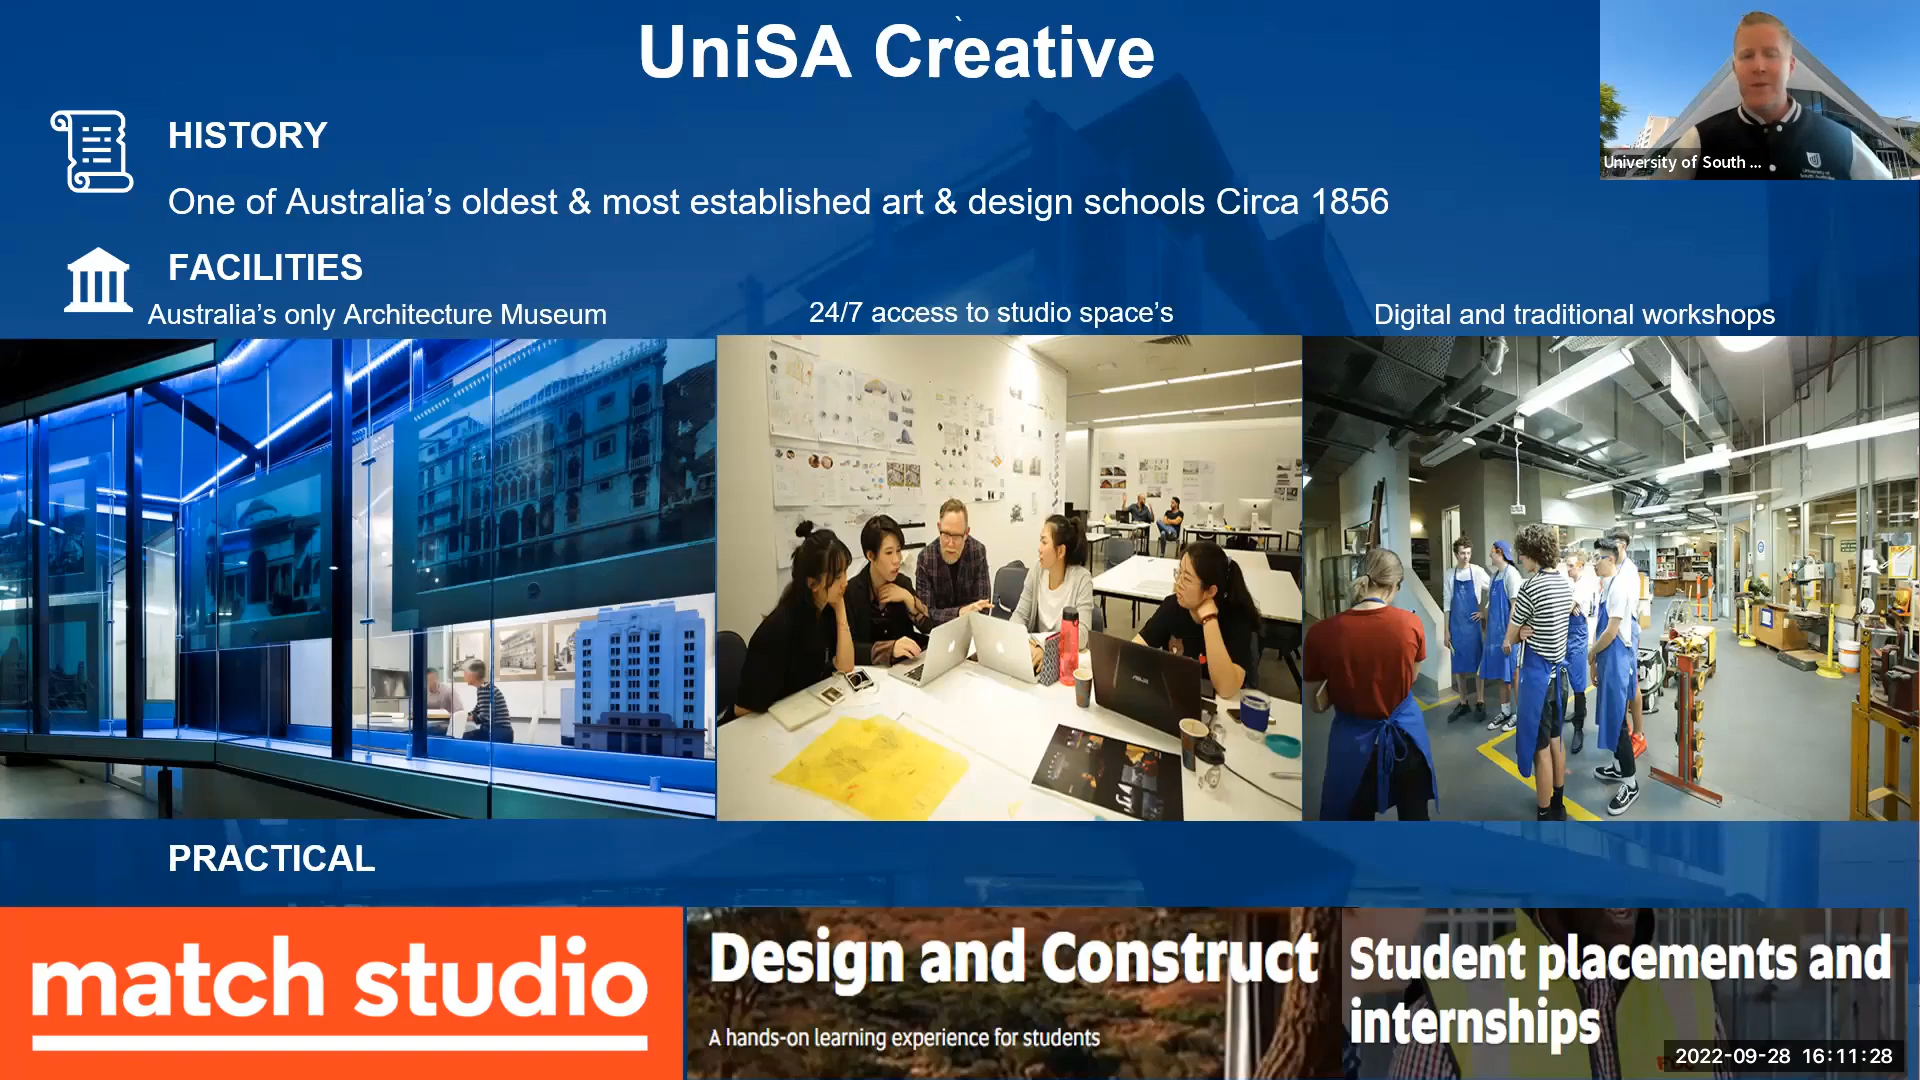 UniSA Creative
HISTORY
One of Australia’s oldest & most established art & design schools Circa 1856
FACILITIES
Australia’s only Architecture Museum
24/7 access to studio space’s
Digital and traditional workshops
University of South ...
PRACTICAL
match studio
Design and Construct
A hands-on learning experience for students
Student placements and
internships
2022-09-28 16:11:28